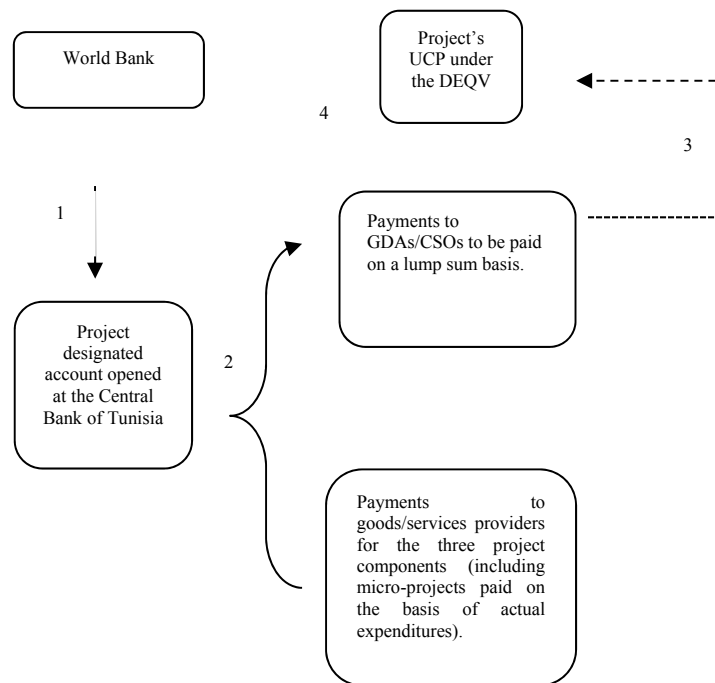 World Bank
Project’s
UCP under
the DEQV
4
3
1
Payments to
GDAs/CSOs to be paid
on a lump sum basis.
Project
designated
account opened
at the Central
Bank of Tunisia
2
Payments to
goods/services providers
for the three project
components (including
micro-projects paid on
the basis of actual
expenditures).